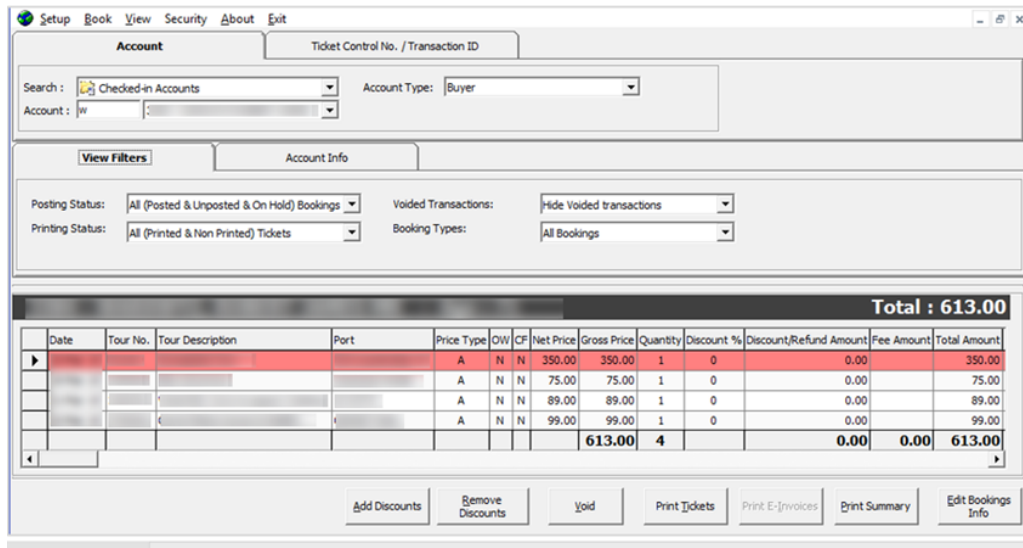 Setup Book View Security About Exit
Account Ticket Control No. / Transaction ID
Search : Checked-in Accounts Account Type: Buyer
Account : w
View Filters Account Info
Posting Status: All (Posted & Unposted & On Hold) Bookings Voided Transactions: Hide Voided transactions
Printing Status: All (Printed & Non Printed) Tickets Booking Types: All Bookings
Total : 613.00
Date Tour No. Tour Description Port Price Type OW CF Net Price Gross Price Quantity Discount % Discount/Refund Amount Fee Amount Total Amount
A N N 350.00 350.00 1 0 0.00 350.00
A N N 75.00 75.00 1 0 0.00 75.00
A N N 89.00 89.00 1 0 0.00 89.00
A N N 99.00 99.00 1 0 0.00 99.00
613.00 4 0.00 0.00 613.00
Add Discounts Remove Discounts Void Print Tickets Print E-Invoices Print Summary Edit Bookings Info